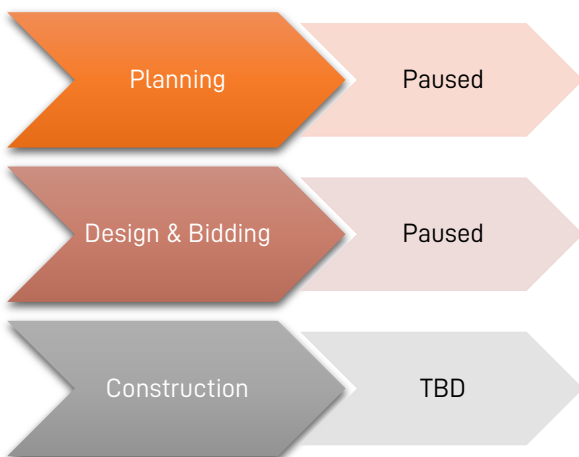 Planning
Paused
Design & Bidding
Paused
Construction
TBD